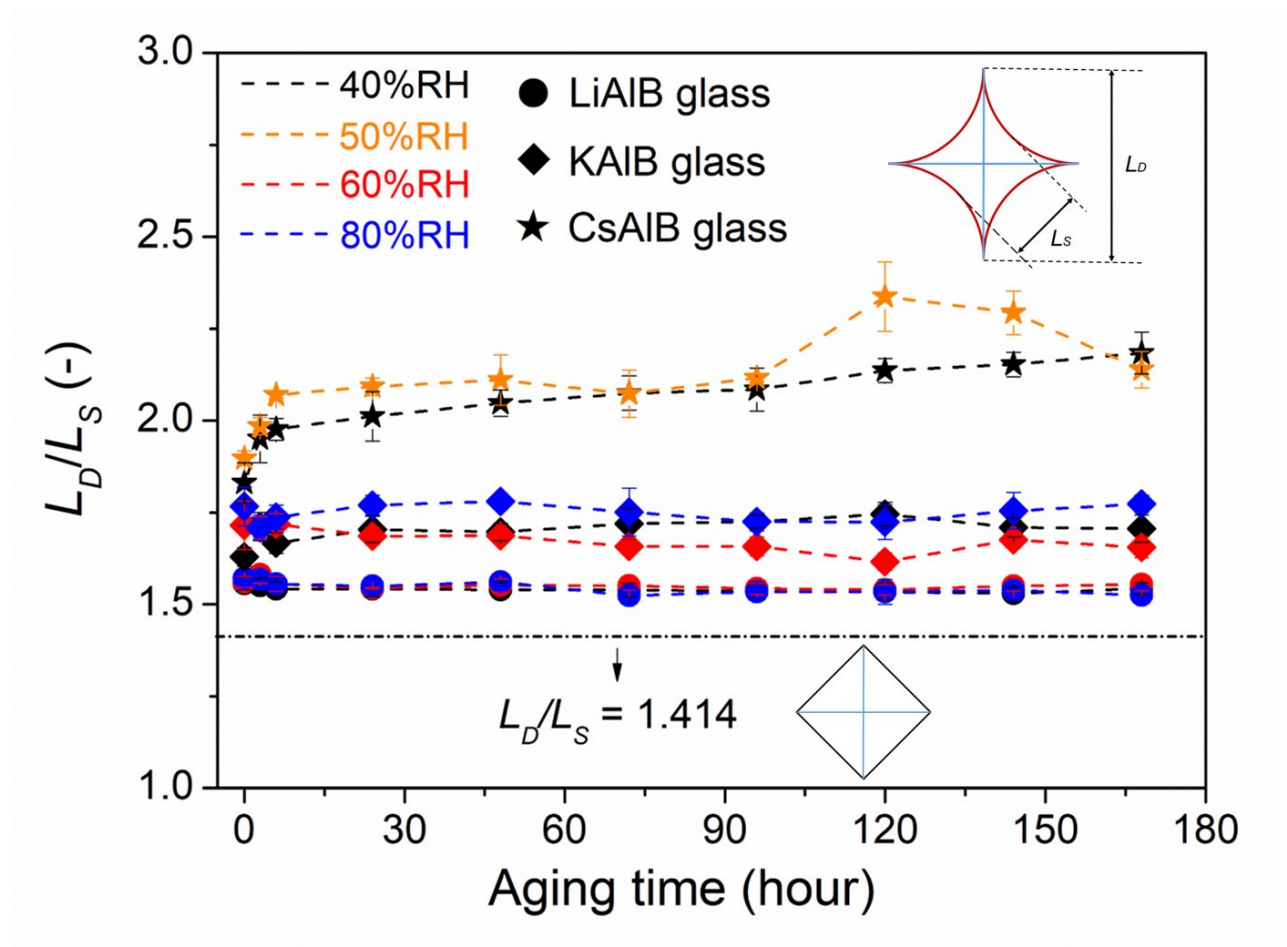 3.0
2.5
2.0
1.5
1.0
L_D/L_S (-)
40%RH
50%RH
60%RH
80%RH
LiAlB glass
KAlB glass
CsAlB glass
L_D
L_S
L_D/L_S = 1.414
0 30 60 90 120 150 180
Aging time (hour)